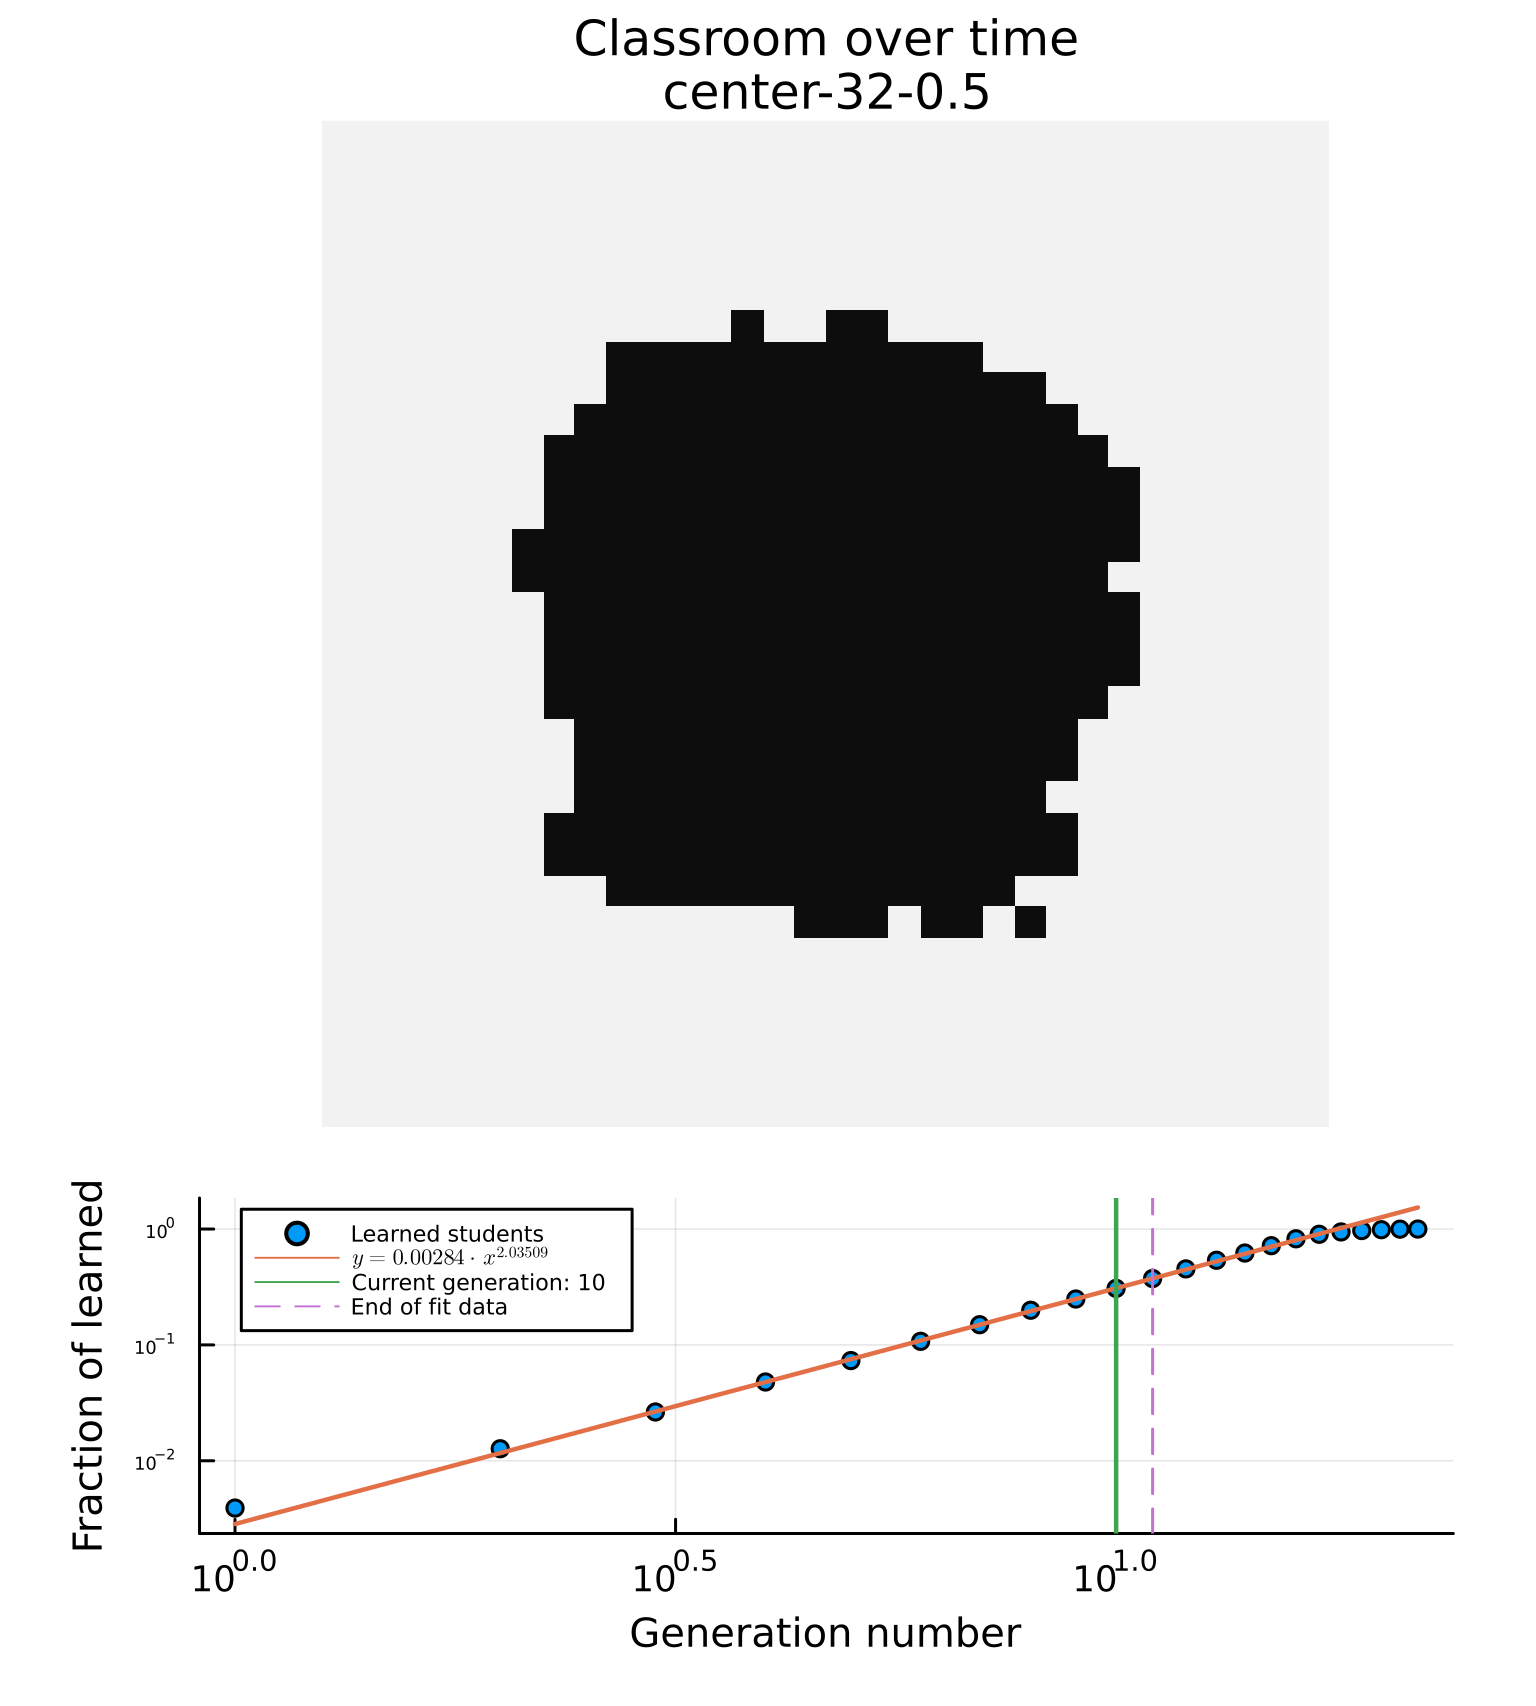 Classroom over time
center-32-0.5
Fraction of learned
10^0
10^−1
10^−2
Learned students
y = 0.00284 · x^2.03509
Current generation: 10
End of fit data
10^0.0 10^0.5 10^1.0
Generation number